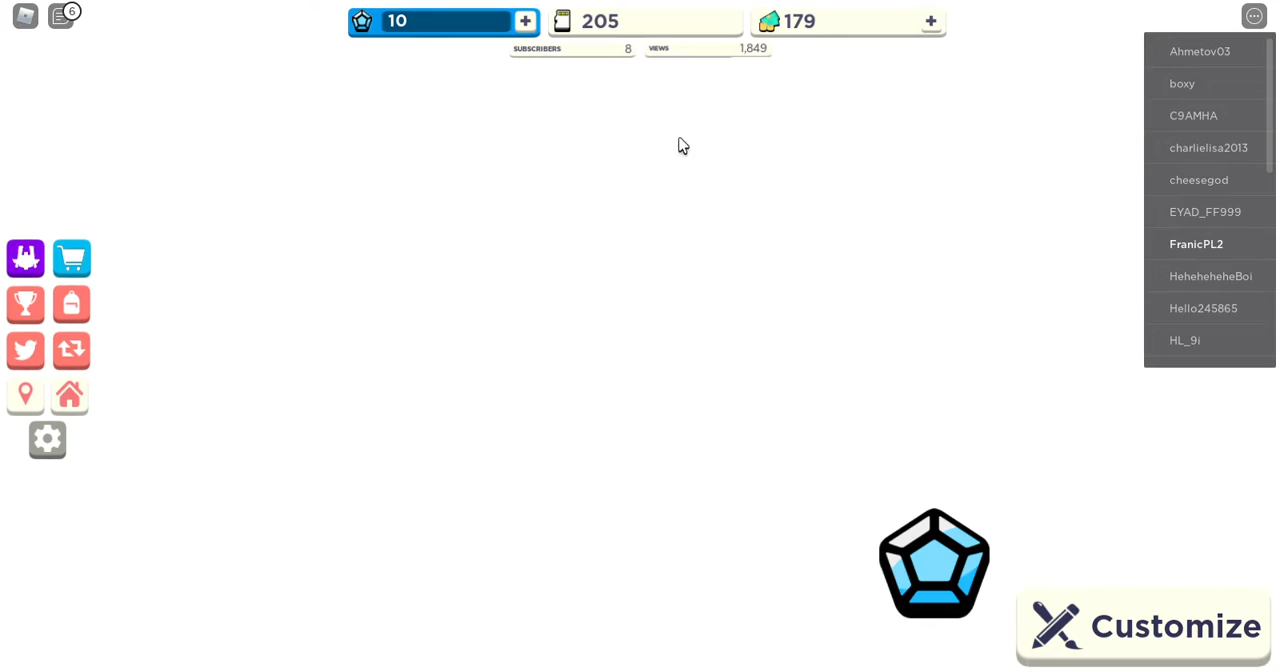 6
10 +
205
179 +
SUBSCRIBERS 8
VIEWS 1,849
Ahmetov03
boxy
C9AMHA
charlielisa2013
cheesegod
EYAD_FF999
FranicPL2
HeheheheheBoi
Hello245865
HL_9i
Customize